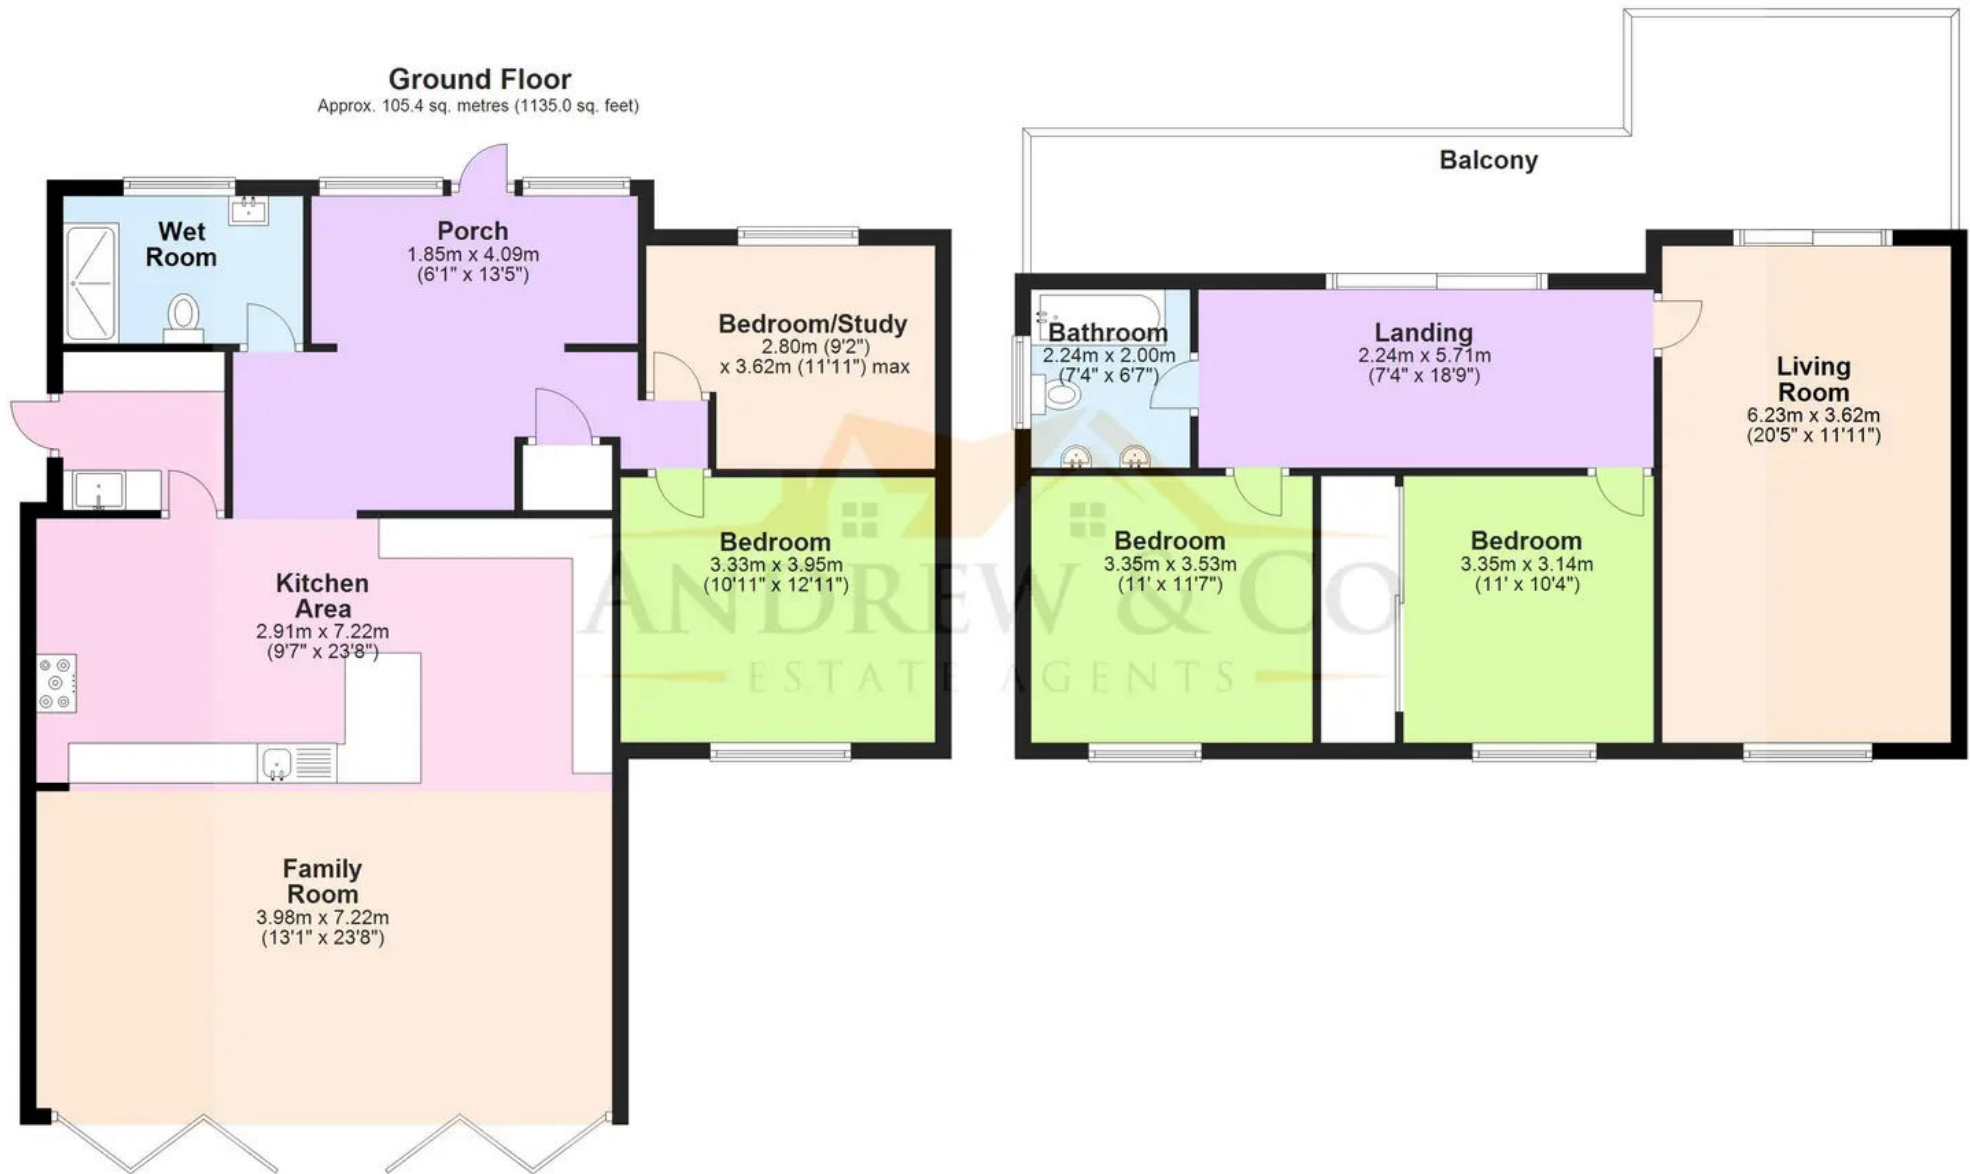 Ground Floor
Approx. 105.4 sq. metres (1135.0 sq. feet)
Wet
Room
Porch
1.85m x 4.09m
(6'1" x 13'5")
Bedroom/Study
2.80m (9'2")
x 3.62m (11'11") max
Kitchen
Area
2.91m x 7.22m
(9'7" x 23'8")
Bedroom
3.33m x 3.95m
(10'11" x 12'11")
Family
Room
3.98m x 7.22m
(13'1" x 23'8")
Balcony
Bathroom
2.24m x 2.00m
(7'4" x 6'7")
Landing
2.24m x 5.71m
(7'4" x 18'9")
Living
Room
6.23m x 3.62m
(20'5" x 11'11")
Bedroom
3.35m x 3.53m
(11' x 11'7")
Bedroom
3.35m x 3.14m
(11' x 10'4")
ANDREW & CO
ESTATE AGENTS